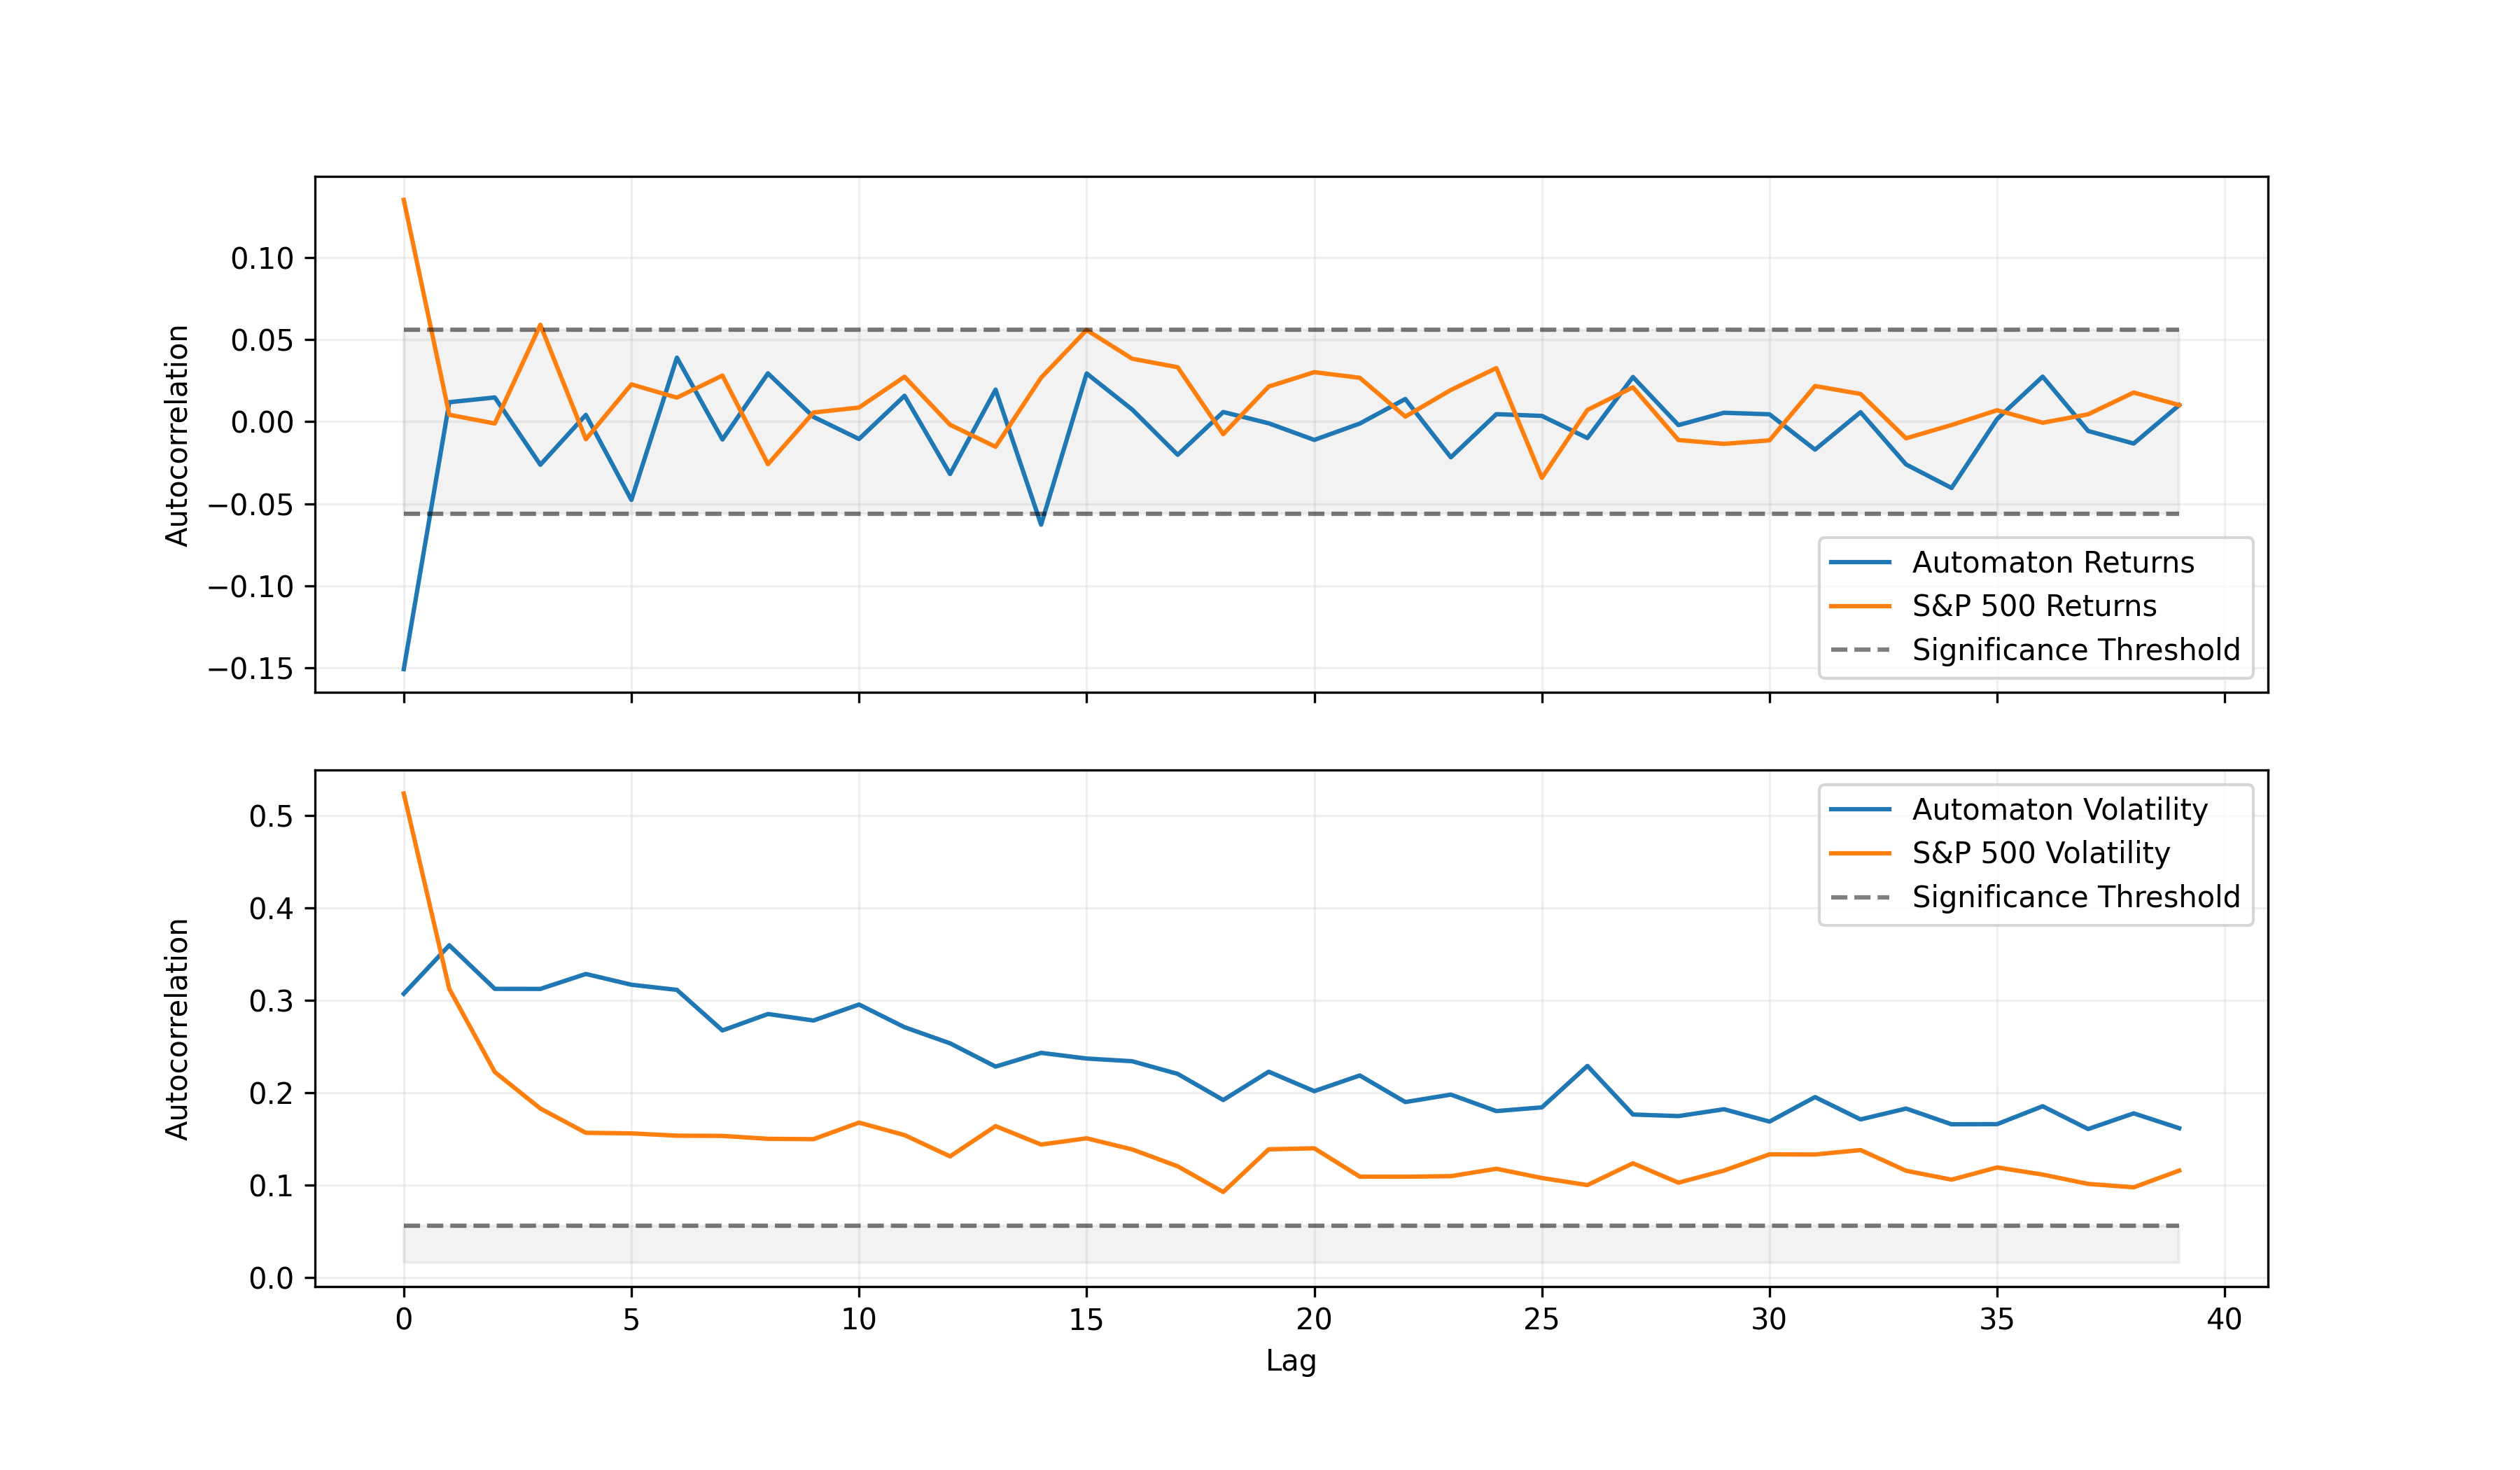 Autocorrelation
0.10
0.05
0.00
−0.05
−0.10
−0.15
Automaton Returns
S&P 500 Returns
Significance Threshold
Autocorrelation
0.5
0.4
0.3
0.2
0.1
0.0
Automaton Volatility
S&P 500 Volatility
Significance Threshold
0 5 10 15 20 25 30 35 40
Lag